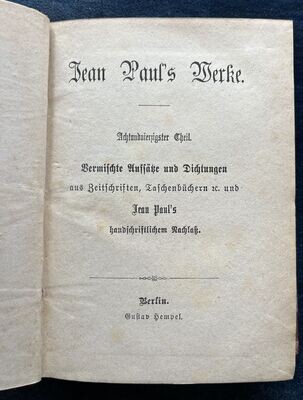 Jean Paul's Werke.
Achtundvierzigster Theil.
Vermischte Aufsätze und Dichtungen
aus Zeitschriften, Taschenbüchern ꝛc. und
Jean Paul's
handschriftlichem Nachlaß.
Berlin.
Gustav Hempel.